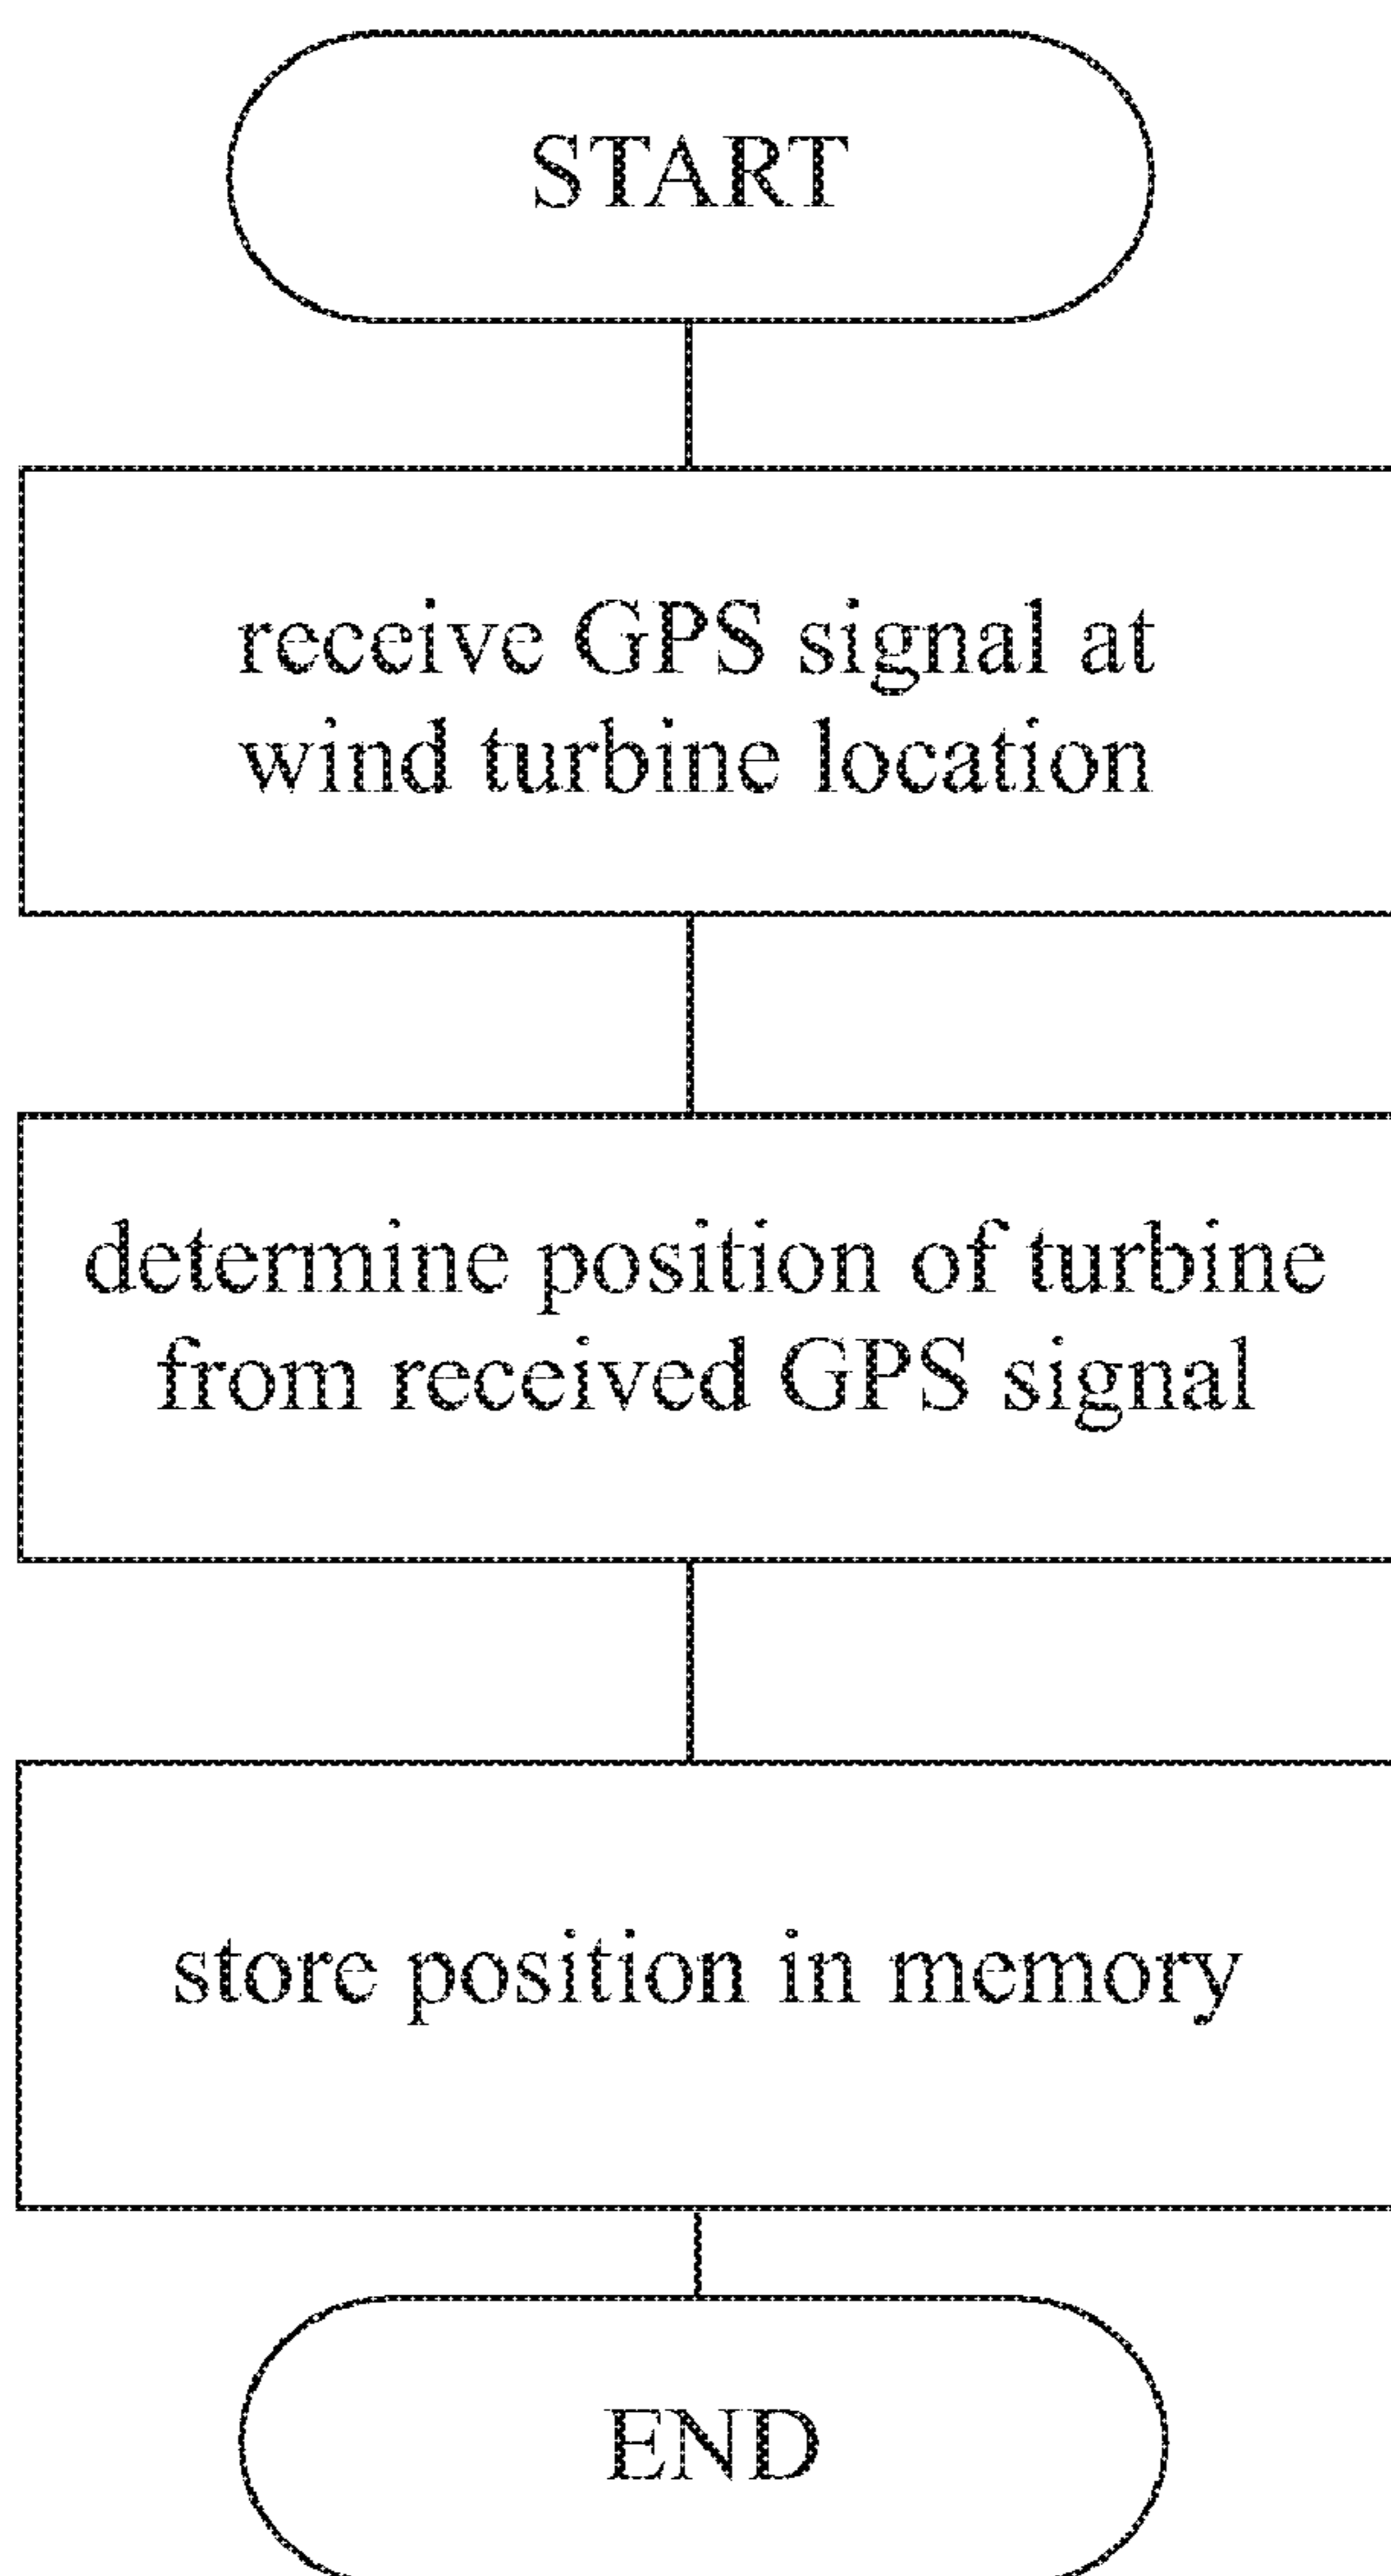 START
receive GPS signal at
wind turbine location
determine position of turbine
from received GPS signal
store position in memory
END